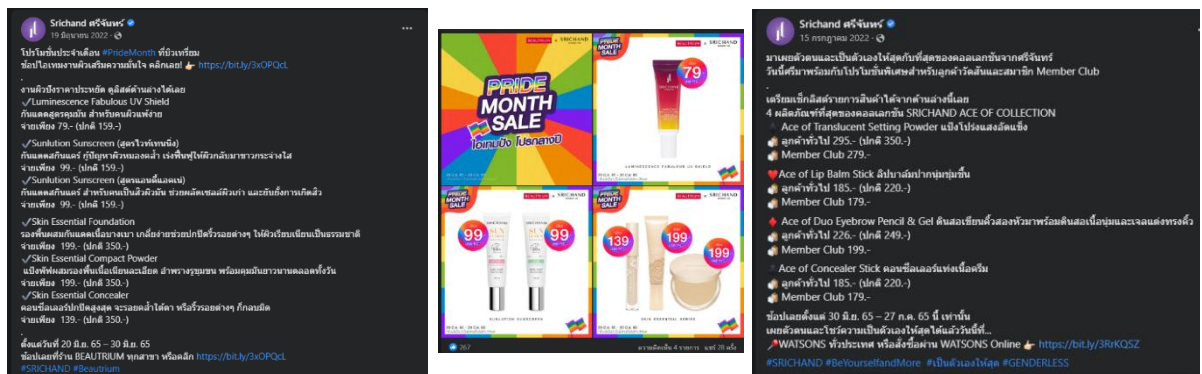 Srichand ศรีจันทร์
19 มิถุนายน 2022 ·
โปรโมชั่นประจำเดือน #PrideMonth ที่บิวเทรี่ยม
ช้อปไอเทมงานผิวเสริมความมั่นใจ คลิกเลย! 👉 https://bit.ly/3xOPQcL
.
งานผิวปังราคาประหยัด ดูลิสต์ด้านล่างได้เลย
✓Luminescence Fabulous UV Shield
กันแดดสูตรคุมมัน สำหรับคนผิวแพ้ง่าย
จ่ายเพียง 79.- (ปกติ 159.-)
✓Sunlution Sunscreen (สูตรไวท์เทนนิ่ง)
กันแดดสกินแคร์ กู้ปัญหาผิวหมองคล้ำ เร่งฟื้นฟูให้ผิวกลับมาขาวกระจ่างใส
จ่ายเพียง 99.- (ปกติ 159.-)
✓Sunlution Sunscreen (สูตรแอนตี้แอคเน่)
กันแดดสกินแคร์ สำหรับคนเป็นสิวผิวมัน ช่วยผลัดเซลล์ผิวเก่า และยับยั้งการเกิดสิว
จ่ายเพียง 99.- (ปกติ 159.-)
✓Skin Essential Foundation
รองพื้นผสมกันแดดเนื้อบางเบา เกลี่ยง่ายช่วยปกปิดริ้วรอยต่างๆ ให้ผิวเรียบเนียนเป็นธรรมชาติ
จ่ายเพียง 199.- (ปกติ 350.-)
✓Skin Essential Compact Powder
แป้งพัฟผสมรองพื้นเนื้อเนียนละเอียด อำพรางรูขุมขน พร้อมคุมมันยาวนานตลอดทั้งวัน
จ่ายเพียง 199.- (ปกติ 350.-)
✓Skin Essential Concealer
คอนซีลเลอร์ปกปิดสูงสุด จะรอยคล้ำใต้ตา หรือริ้วรอยต่างๆ ก็กลบมิด
จ่ายเพียง 139.- (ปกติ 350.-)
.
ตั้งแต่วันที่ 20 มิ.ย. 65 – 30 มิ.ย. 65
ช้อปเลยที่ร้าน BEAUTRIUM ทุกสาขา หรือคลิก https://bit.ly/3xOPQcL
#SRICHAND #Beautrium
BEAUTRIUM x SRICHAND
PRIDE
MONTH
SALE
ไอเทมปัง โปรกลางปี
PRIDE MONTH SALE
BEAUTRIUM x SRICHAND
79
LUMINESCENCE FABULOUS UV SHIELD
PRIDE MONTH SALE
BEAUTRIUM x SRICHAND
99
99
SUNLUTION SUNSCREEN
PRIDE MONTH SALE
BEAUTRIUM x SRICHAND
139
199
199
SKIN ESSENTIAL SERIES
267
ความคิดเห็น 4 รายการ แชร์ 28 ครั้ง
Srichand ศรีจันทร์
15 กรกฎาคม 2022 ·
มาเผยตัวตนและเป็นตัวเองให้สุดกับที่สุดของคอลเลกชันจากศรีจันทร์
วันนี้ศรีมาพร้อมกับโปรโมชั่นพิเศษสำหรับลูกค้าวัตสันและสมาชิก Member Club
.
เตรียมเช็กลิสต์รายการสินค้าได้จากด้านล่างนี้เลย
4 ผลิตภัณฑ์ที่สุดของคอลเลกชัน SRICHAND ACE OF COLLECTION
Ace of Translucent Setting Powder แป้งโปร่งแสงอัดแข็ง
ลูกค้าทั่วไป 295.- (ปกติ 350.-)
Member Club 279.-
♥️Ace of Lip Balm Stick ลิปบาล์มปากนุ่มชุ่มชื้น
ลูกค้าทั่วไป 185.- (ปกติ 220.-)
Member Club 179.-
♦️ Ace of Duo Eyebrow Pencil & Gel ดินสอเขียนคิ้วสองหัวมาพร้อมดินสอเนื้อนุ่มและเจลแต่งทรงคิ้ว
ลูกค้าทั่วไป 226.- (ปกติ 249.-)
Member Club 199.-
Ace of Concealer Stick คอนซีลเลอร์แท่งเนื้อครีม
ลูกค้าทั่วไป 185.- (ปกติ 220.-)
Member Club 179.-
ช้อปเลยตั้งแต่ 30 มิ.ย. 65 – 27 ก.ค. 65 นี้ เท่านั้น
เผยตัวตนและโชว์ความเป็นตัวเองให้สุดได้แล้ววันนี้ที่...
📍WATSONS ทั่วประเทศ หรือสั่งซื้อผ่าน WATSONS Online 👉 https://bit.ly/3RrKQSZ
#SRICHAND #BeYourselfandMore #เป็นตัวเองให้สุด #GENDERLESS